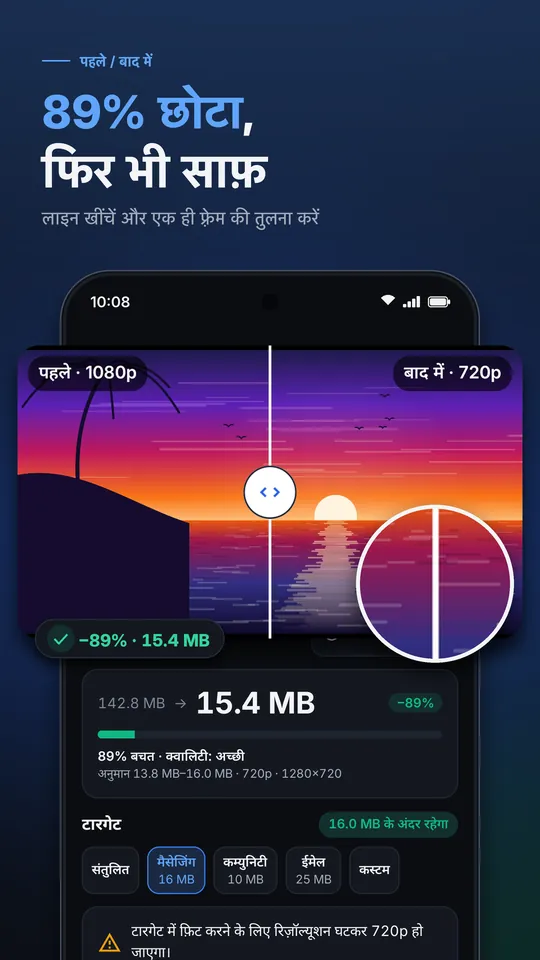 पहले / बाद में
89% छोटा,
फिर भी साफ़
लाइन खींचें और एक ही फ़्रेम की तुलना करें
10:08
पहले · 1080p
बाद में · 720p
−89% · 15.4 MB
142.8 MB → 15.4 MB
−89%
89% बचत · क्वालिटी: अच्छी
अनुमान 13.8 MB–16.0 MB · 720p · 1280×720
टारगेट
16.0 MB के अंदर रहेगा
संतुलित
मैसेजिंग
16 MB
कम्युनिटी
10 MB
ईमेल
25 MB
कस्टम
टारगेट में फ़िट करने के लिए रिज़ॉल्यूशन घटकर 720p हो
जाएगा।